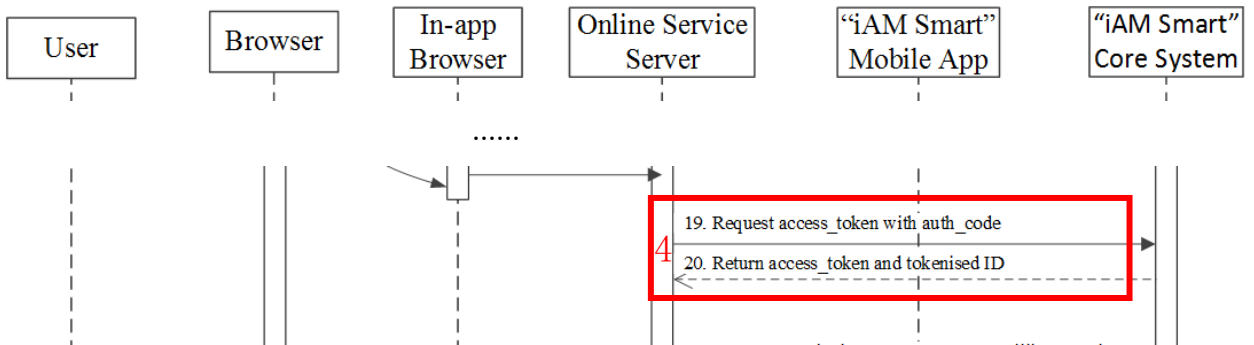 User
Browser
In-app
Browser
Online Service
Server
“iAM Smart”
Mobile App
“iAM Smart”
Core System
......
19. Request access_token with auth_code
4
20. Return access_token and tokenised ID